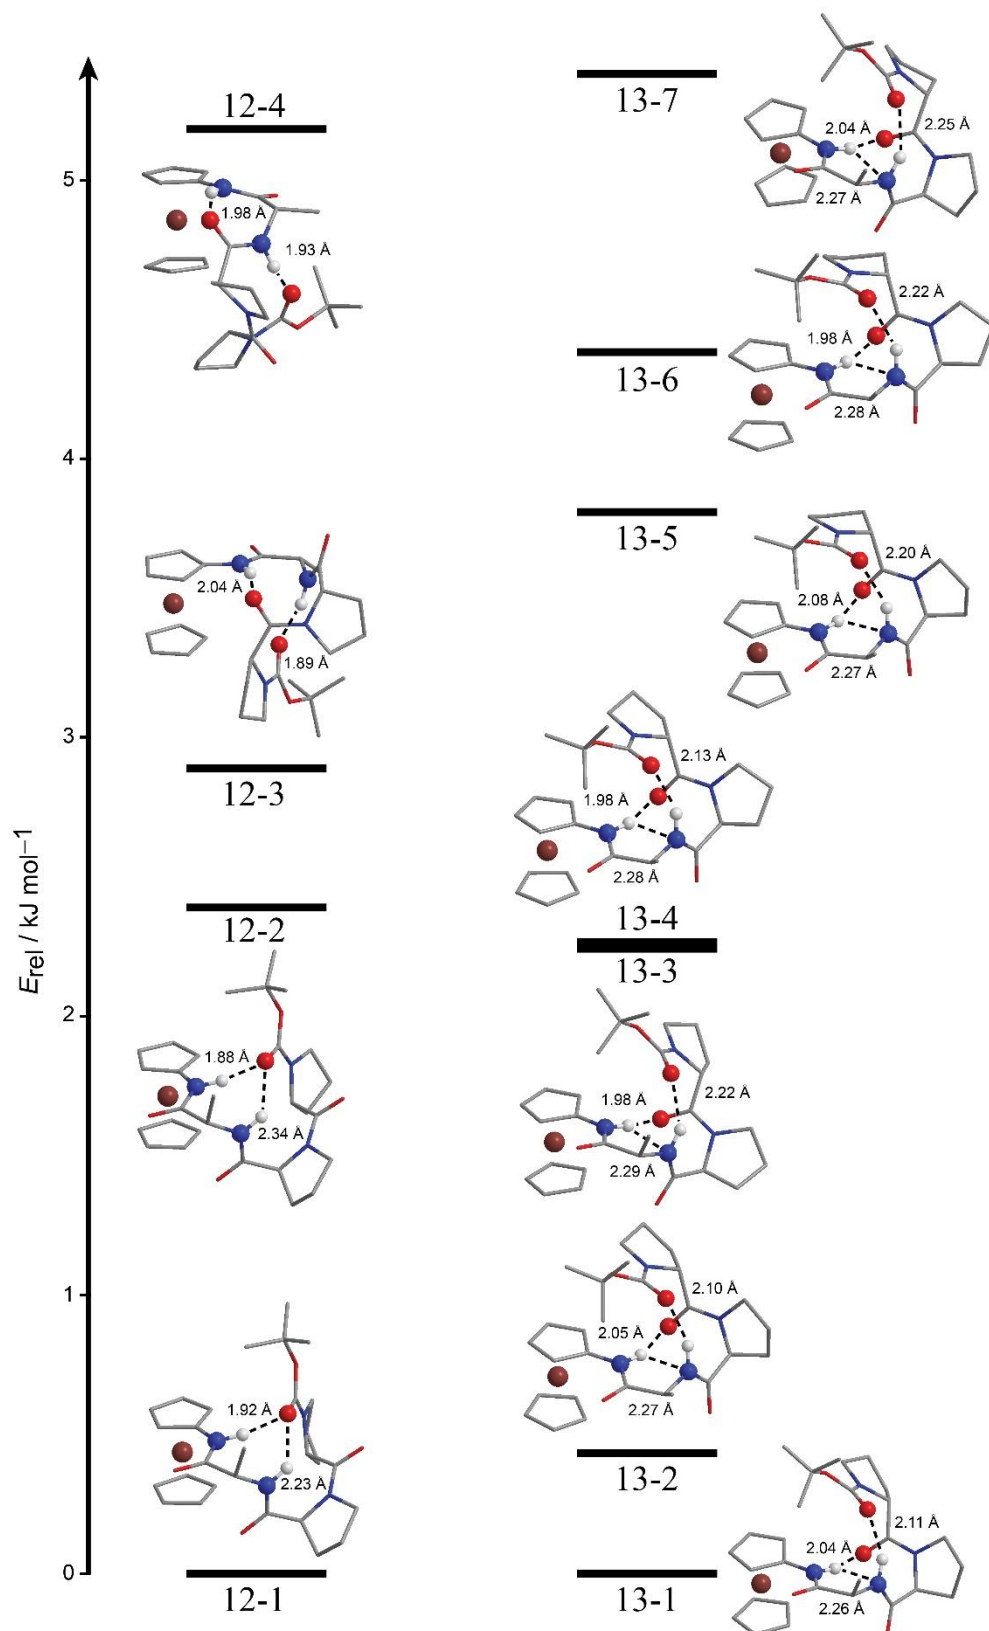 12-4
13-7
2.04 Å
2.25 Å
2.27 Å
5
1.98 Å
1.93 Å
2.22 Å
1.98 Å
13-6
2.28 Å
4
13-5
2.20 Å
2.08 Å
2.27 Å
2.04 Å
1.89 Å
3
12-3
2.13 Å
1.98 Å
2.28 Å
Erel / kJ mol−1
12-2
13-4
13-3
2
1.88 Å
2.34 Å
2.22 Å
1.98 Å
2.29 Å
1
2.10 Å
2.05 Å
2.27 Å
1.92 Å
2.23 Å
13-2
2.11 Å
2.04 Å
2.26 Å
0
12-1
13-1